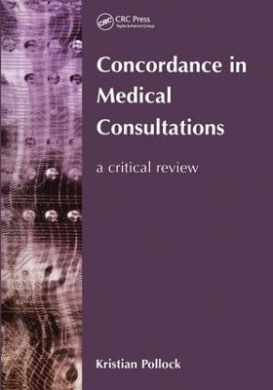 CRC Press
Taylor & Francis Group
Concordance in
Medical
Consultations
a critical review
Kristian Pollock